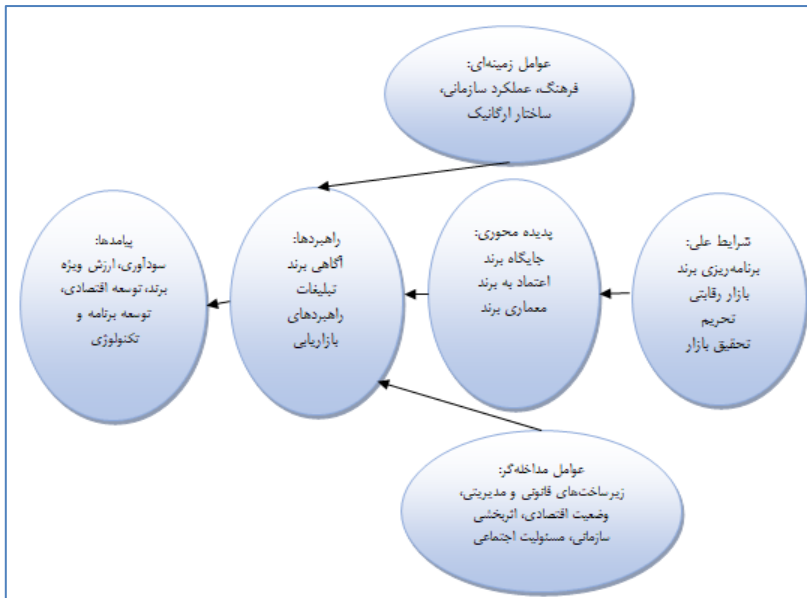 عوامل زمینه‌ای:
فرهنگ، عملکرد سازمانی،
ساختار ارگانیک
شرایط علی:
برنامه‌ریزی برند
بازار رقابتی
تحریم
تحقیق بازار
پدیده محوری:
جایگاه برند
اعتماد به برند
معماری برند
راهبردها:
آگاهی برند
تبلیغات
راهبردهای
بازاریابی
پیامدها:
سودآوری، ارزش ویژه
برند، توسعه اقتصادی،
توسعه برنامه و
تکنولوژی
عوامل مداخله‌گر:
زیرساخت‌های قانونی و مدیریتی،
وضعیت اقتصادی، اثربخشی
سازمانی، مسئولیت اجتماعی